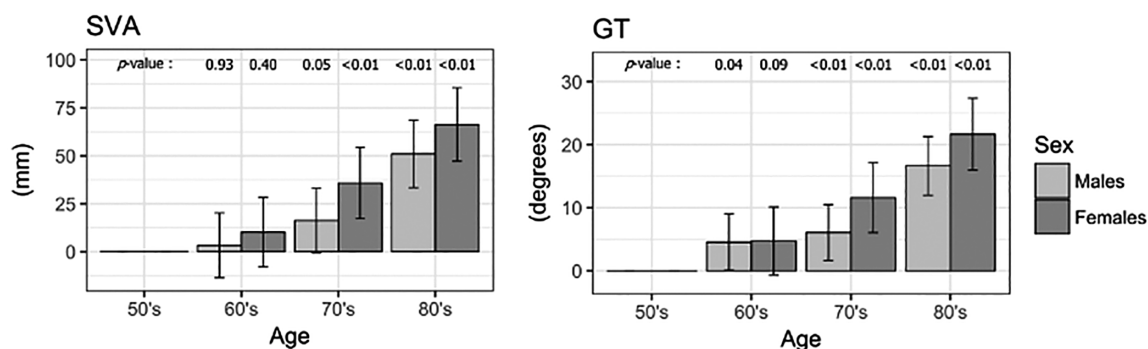 SVA
100
75
50
25
0
(mm)
p-value : 0.93 0.40 0.05 <0.01 <0.01 <0.01
50's 60's 70's 80's
Age
GT
30
20
10
0
(degrees)
p-value : 0.04 0.09 <0.01 <0.01 <0.01 <0.01
50's 60's 70's 80's
Age
Sex
Males
Females